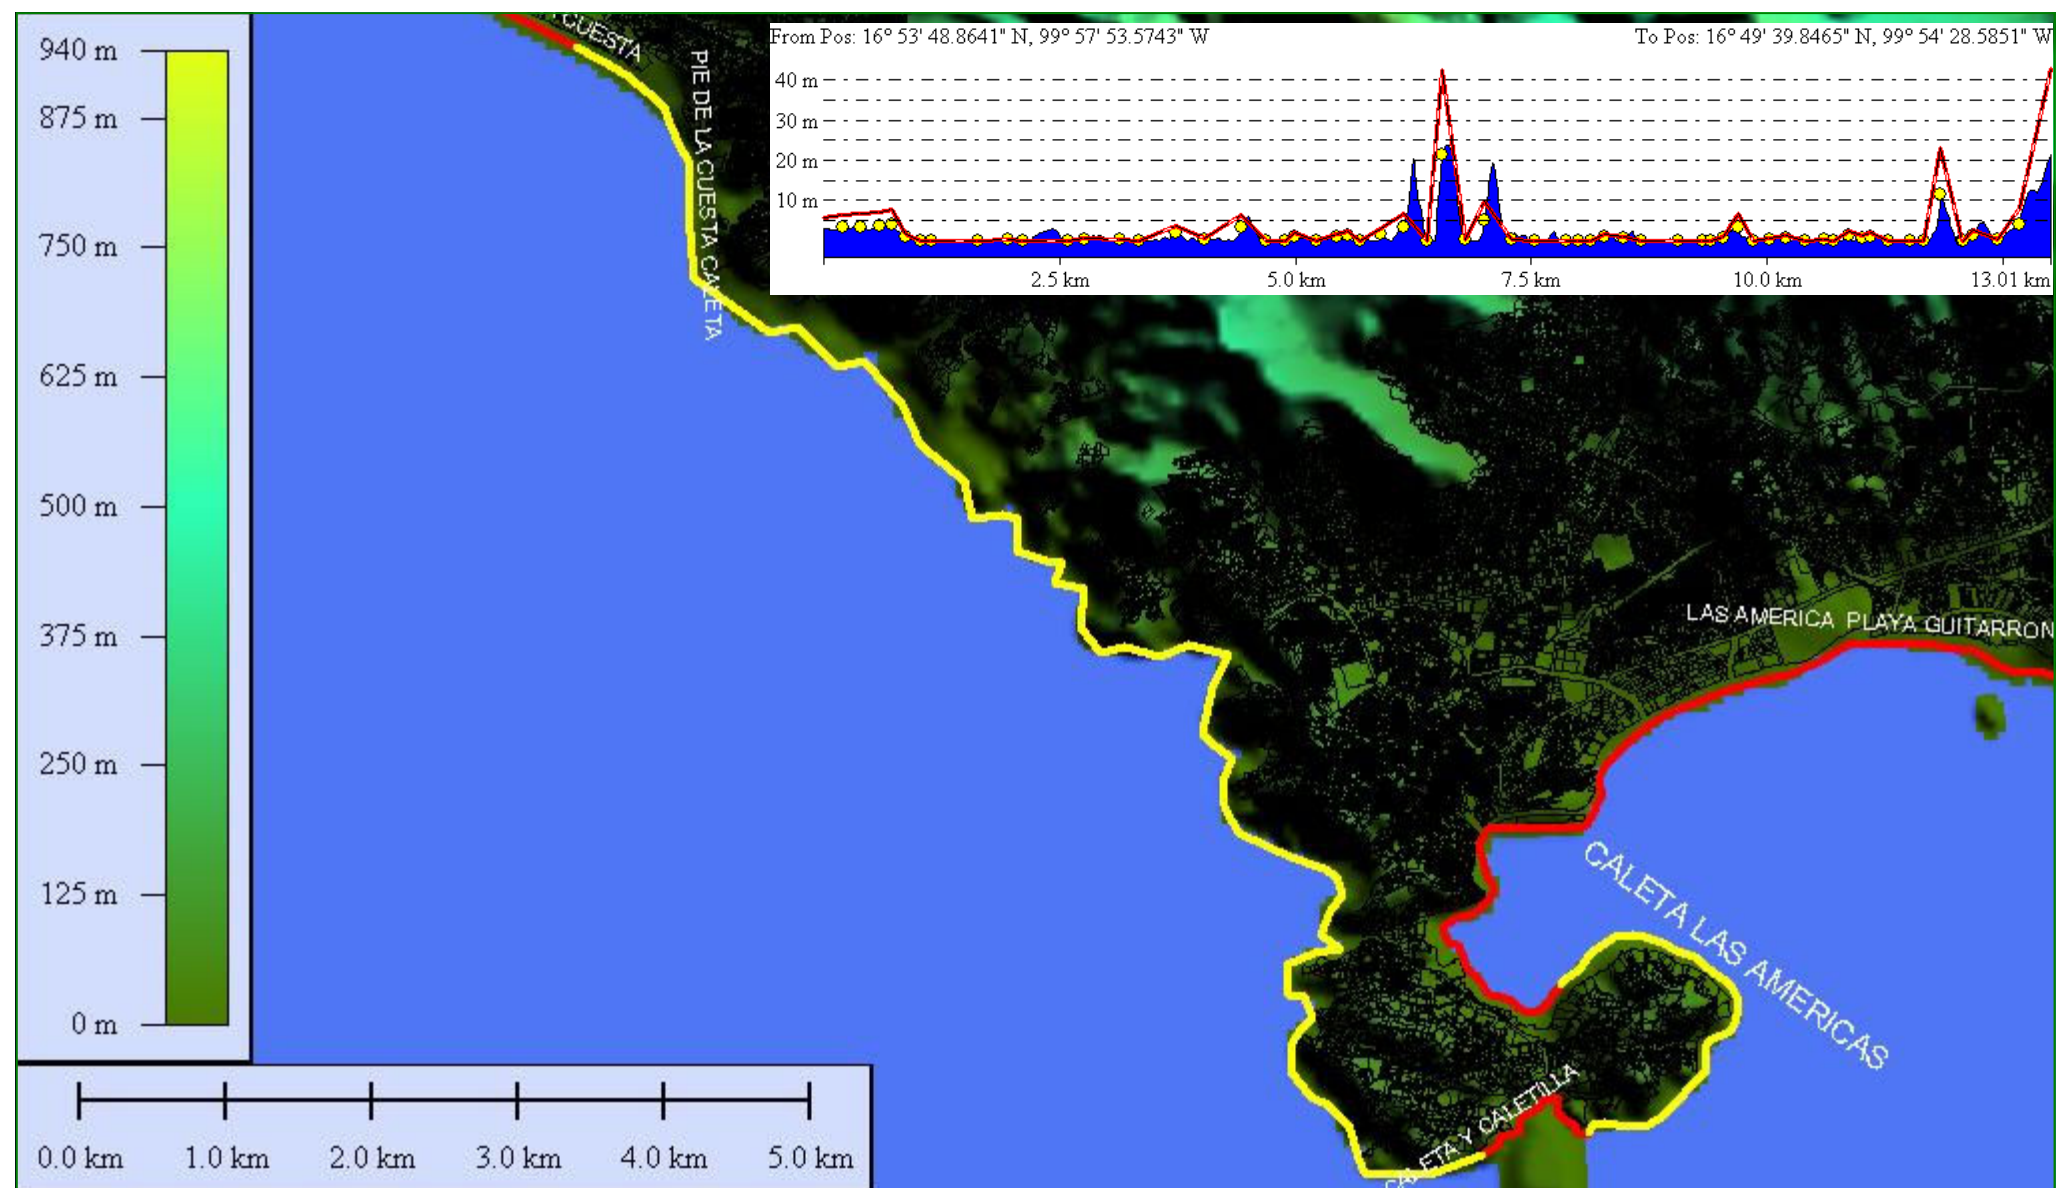 CUESTA
From Pos: 16° 53' 48.8641" N, 99° 57' 53.5743" W
To Pos: 16° 49' 39.8465" N, 99° 54' 28.5851" W
40 m
30 m
20 m
10 m
2.5 km
5.0 km
7.5 km
10.0 km
13.01 km
940 m
875 m
750 m
625 m
500 m
375 m
250 m
125 m
0 m
PIE DE LA CUESTA CALETA
LAS AMERICA PLAYA GUITARRON
CALETA LAS AMERICAS
CALETA Y CALETILLA
0.0 km
1.0 km
2.0 km
3.0 km
4.0 km
5.0 km